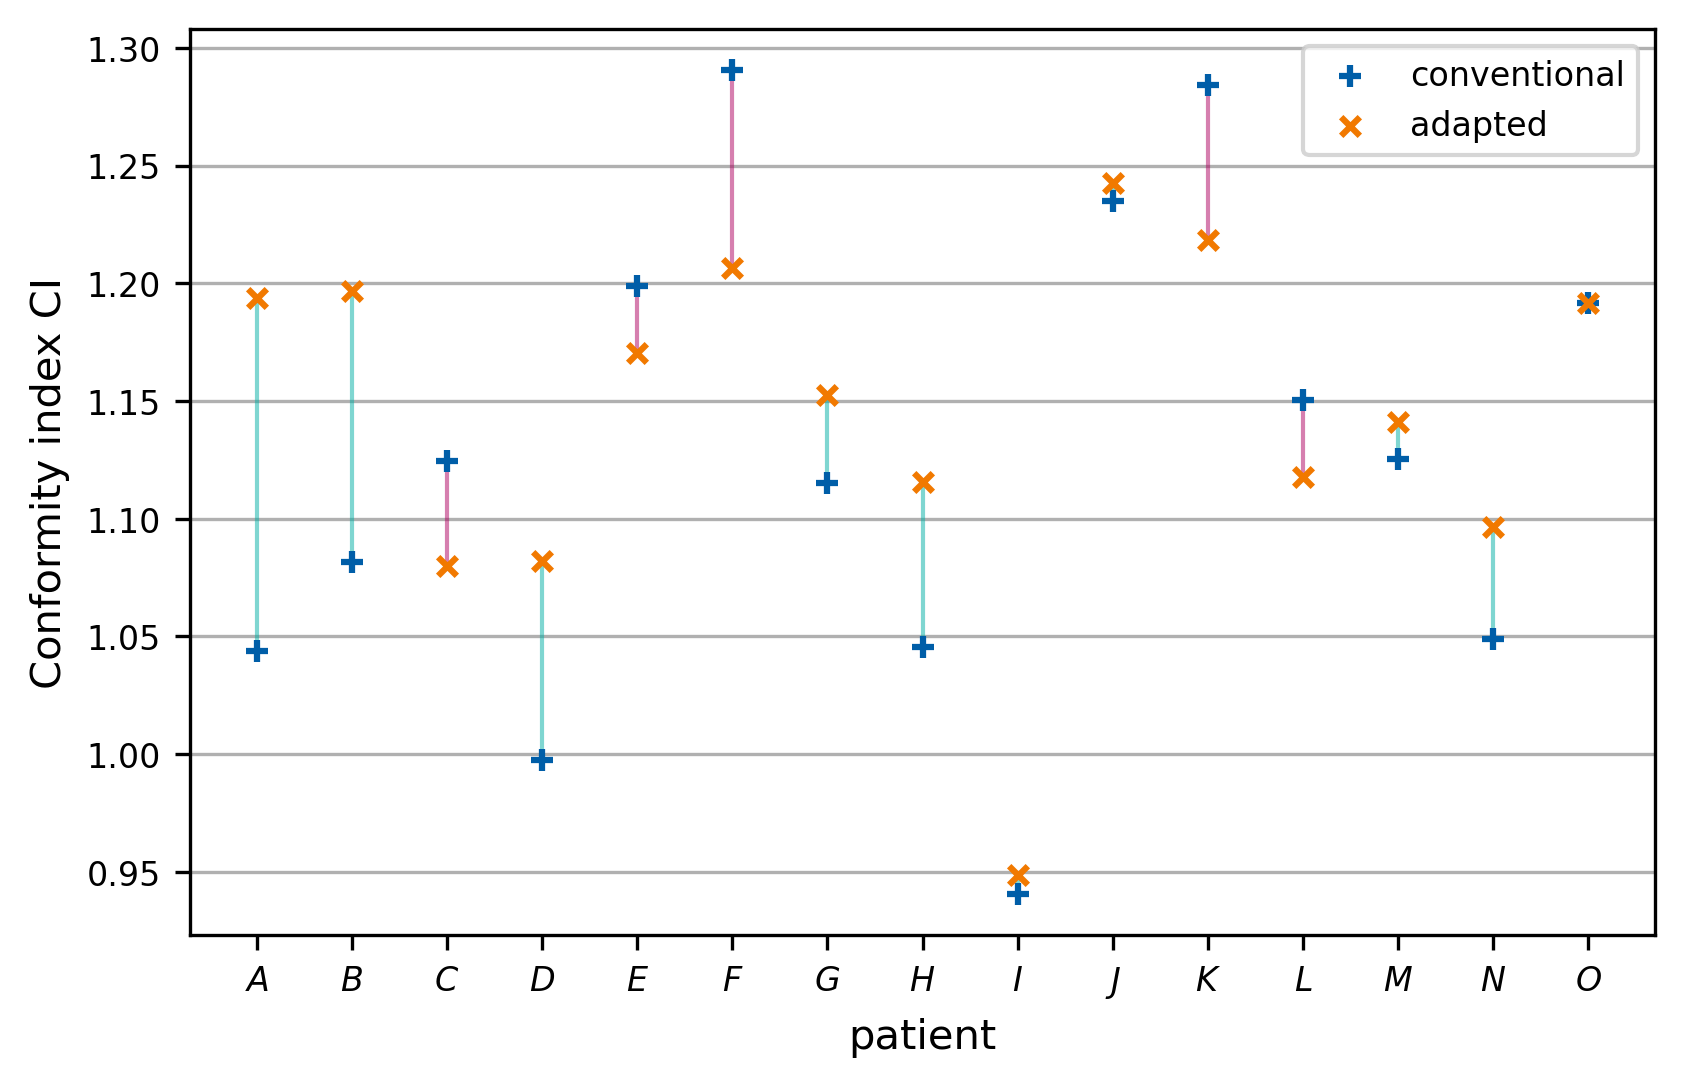 1.30
1.25
1.20
1.15
1.10
1.05
1.00
0.95
Conformity index CI
conventional
adapted
A B C D E F G H I J K L M N O
patient